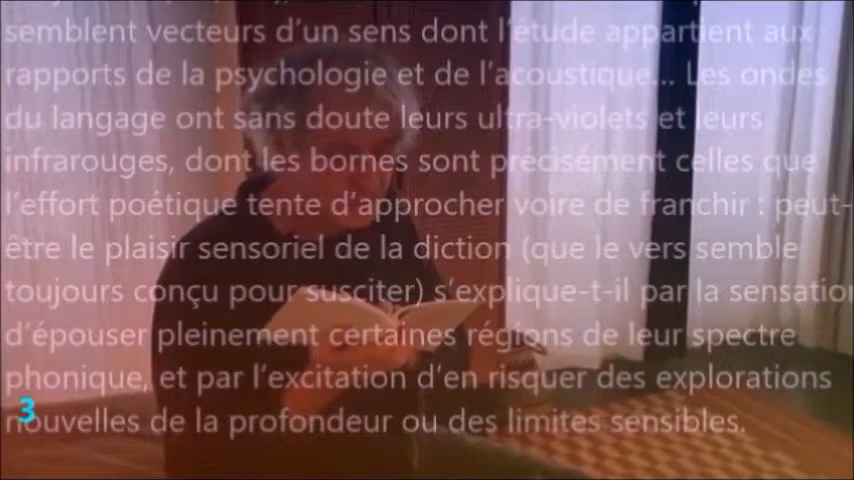 semblent vecteurs d'un sens dont l'étude appartient aux
rapports de la psychologie et de l'acoustique... Les ondes
du langage ont sans doute leurs ultra-violets et leurs
infrarouges, dont les bornes sont précisément celles que
l'effort poétique tente d'approcher voire de franchir : peut-
être le plaisir sensoriel de la diction (que le vers semble
toujours conçu pour susciter) s'explique-t-il par la sensation
d'épouser pleinement certaines régions de leur spectre
phonique, et par l'excitation d'en risquer des explorations
nouvelles de la profondeur ou des limites sensibles.
3